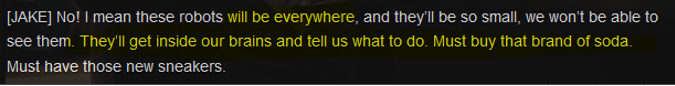 [JAKE] No! I mean these robots will be everywhere, and they'll be so small, we won't be able to
see them. They'll get inside our brains and tell us what to do. Must buy that brand of soda.
Must have those new sneakers.